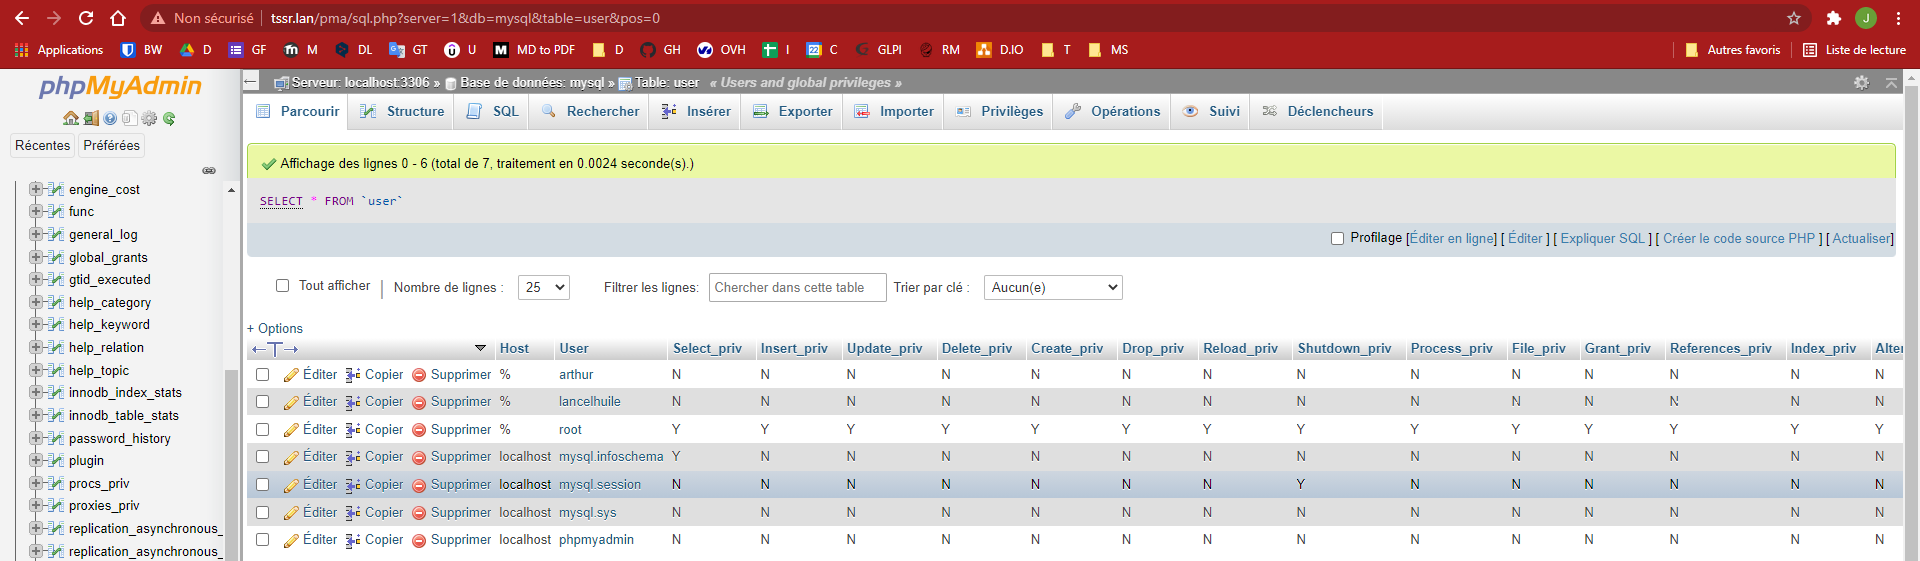 Non sécurisé | tssr.lan/pma/sql.php?server=1&db=mysql&table=user&pos=0
J
Applications BW D GF M DL GT U MD to PDF D GH OVH I C GLPI RM D.IO T MS Autres favoris Liste de lecture
phpMyAdmin
Récentes Préférées
engine_cost
func
general_log
global_grants
gtid_executed
help_category
help_keyword
help_relation
help_topic
innodb_index_stats
innodb_table_stats
password_history
plugin
procs_priv
proxies_priv
replication_asynchronous_
replication_asynchronous_
Serveur: localhost:3306 » Base de données: mysql » Table: user « Users and global privileges »
Parcourir Structure SQL Rechercher Insérer Exporter Importer Privilèges Opérations Suivi Déclencheurs
Affichage des lignes 0 - 6 (total de 7, traitement en 0.0024 seconde(s).)
SELECT * FROM `user`
Profilage [Éditer en ligne] [ Éditer ] [ Expliquer SQL ] [ Créer le code source PHP ] [ Actualiser]
Tout afficher | Nombre de lignes : 25 Filtrer les lignes: Chercher dans cette table Trier par clé : Aucun(e)
+ Options
←T→ Host User Select_priv Insert_priv Update_priv Delete_priv Create_priv Drop_priv Reload_priv Shutdown_priv Process_priv File_priv Grant_priv References_priv Index_priv Alter
Éditer Copier Supprimer % arthur N N N N N N N N N N N N N N
Éditer Copier Supprimer % lancelhuile N N N N N N N N N N N N N N
Éditer Copier Supprimer % root Y Y Y Y Y Y Y Y Y Y Y Y Y Y
Éditer Copier Supprimer localhost mysql.infoschema Y N N N N N N N N N N N N N
Éditer Copier Supprimer localhost mysql.session N N N N N N N Y N N N N N N
Éditer Copier Supprimer localhost mysql.sys N N N N N N N N N N N N N N
Éditer Copier Supprimer localhost phpmyadmin N N N N N N N N N N N N N N